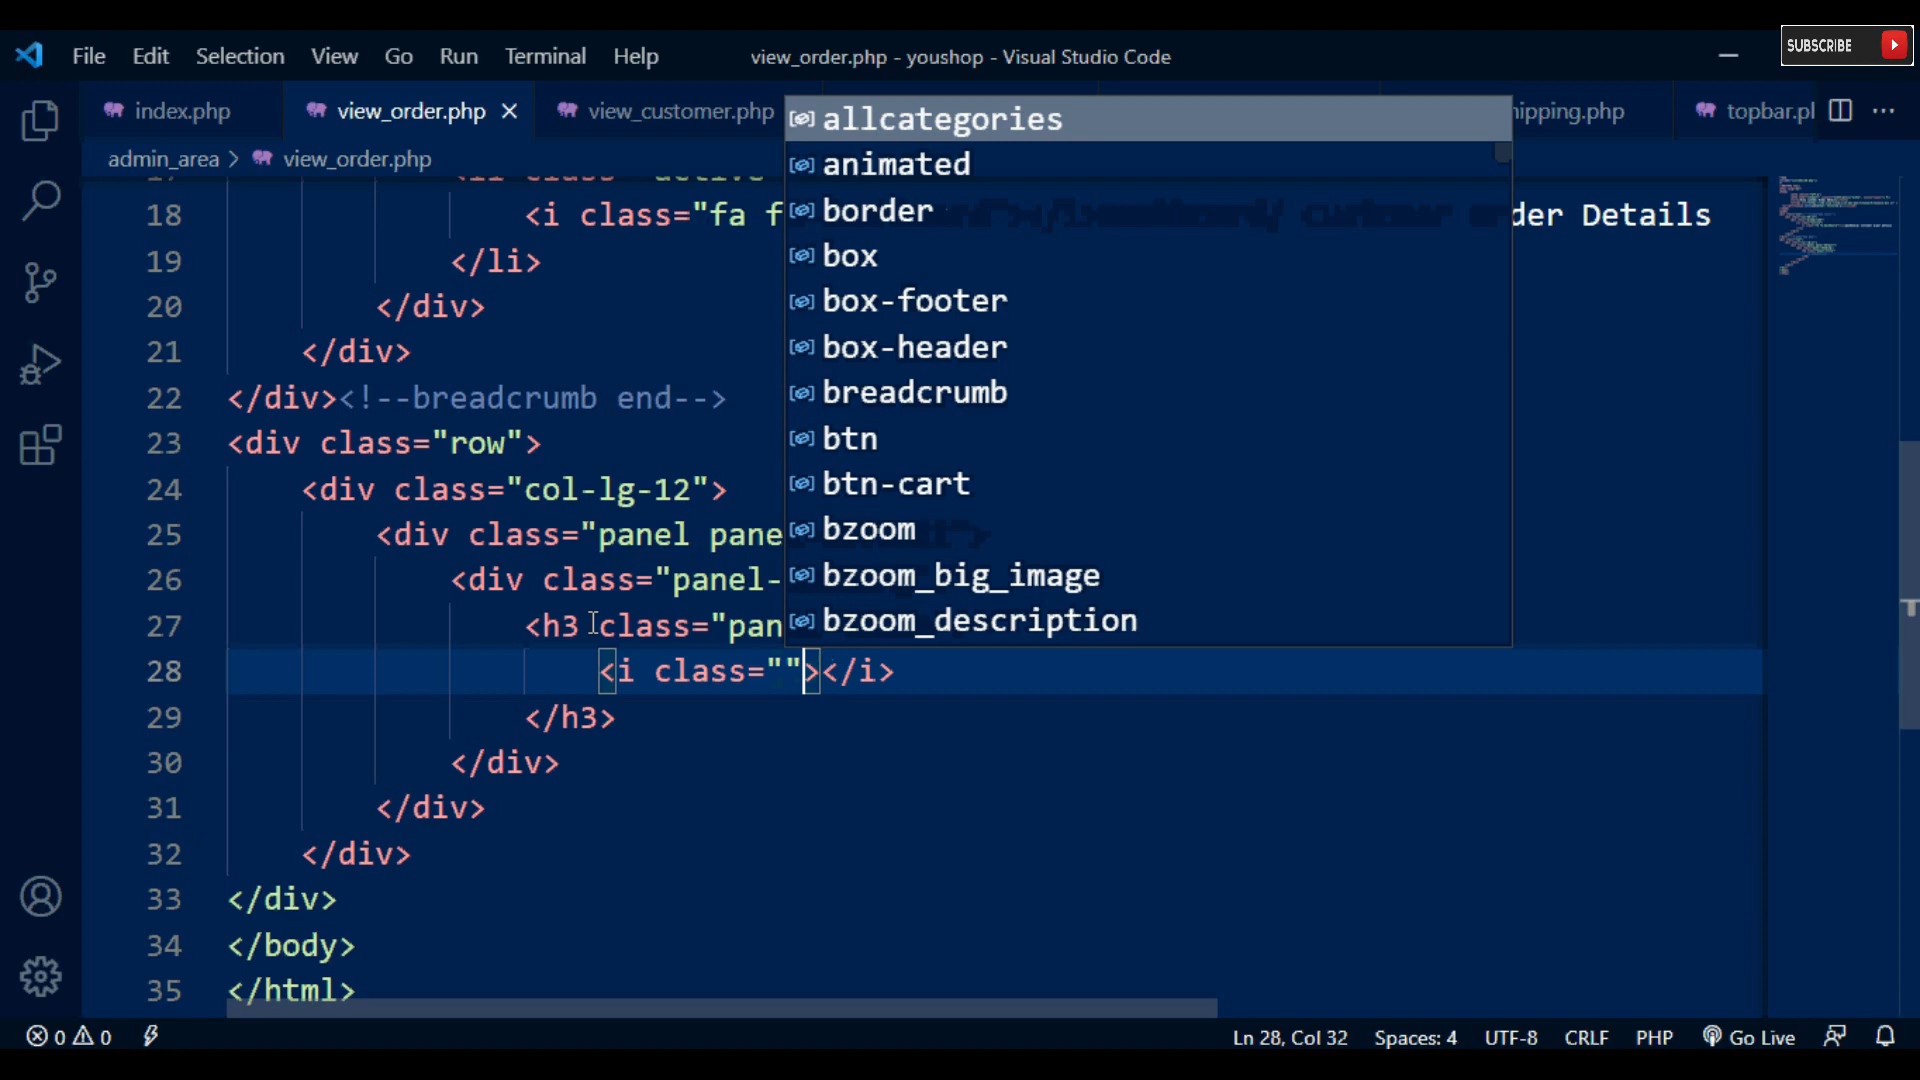 File Edit Selection View Go Run Terminal Help view_order.php - youshop - Visual Studio Code SUBSCRIBE
index.php view_order.php view_customer.php hipping.php topbar.p
admin_area > view_order.php
allcategories
animated
border
box
box-footer
box-header
breadcrumb
btn
btn-cart
bzoom
bzoom_big_image
bzoom_description
18 <i class="fa f der Details
19 </li>
20 </div>
21 </div>
22 </div><!--breadcrumb end-->
23 <div class="row">
24 <div class="col-lg-12">
25 <div class="panel pane
26 <div class="panel-
27 <h3 class="pan
28 <i class=""></i>
29 </h3>
30 </div>
31 </div>
32 </div>
33 </div>
34 </body>
35 </html>
0 0 Ln 28, Col 32 Spaces: 4 UTF-8 CRLF PHP Go Live